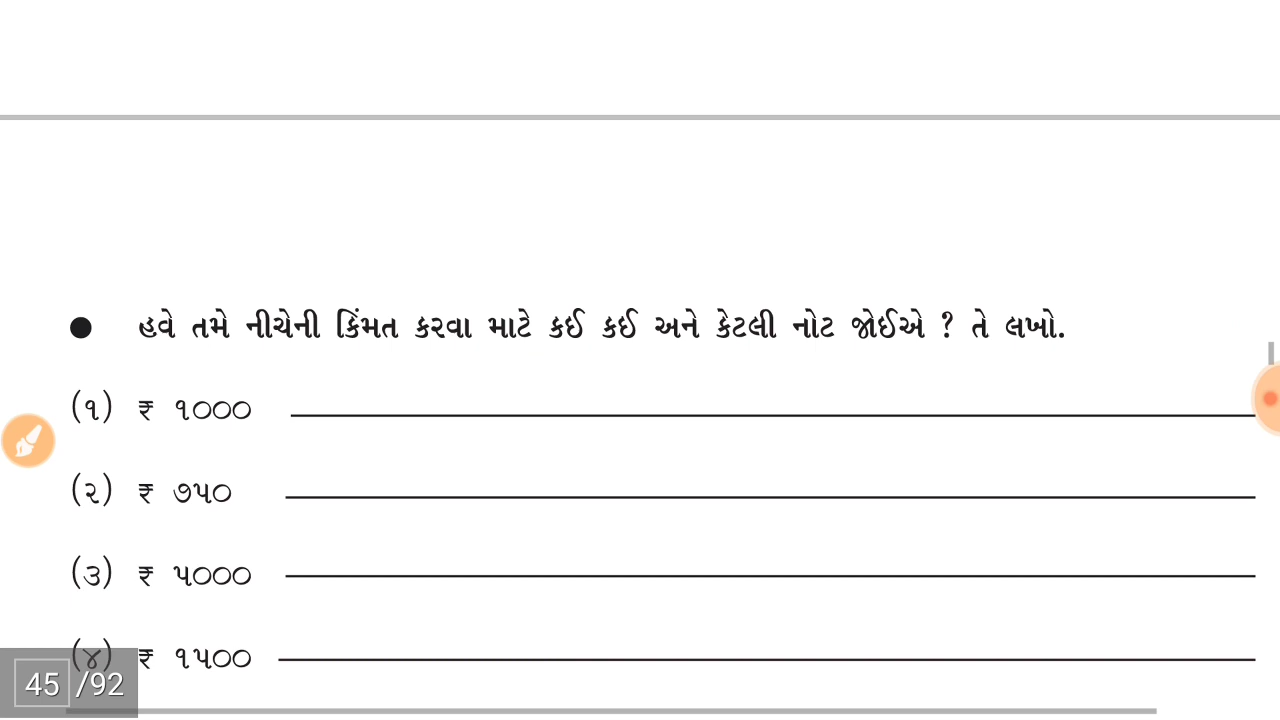 ● હવે તમે નીચેની કિંમત કરવા માટે કઈ કઈ અને કેટલી નોટ જોઈએ ? તે લખો.
(૧) ₹ ૧૦૦૦
(૨) ₹ ૭૫૦
(૩) ₹ ૫૦૦૦
(૪) ₹ ૧૫૦૦
45 /92